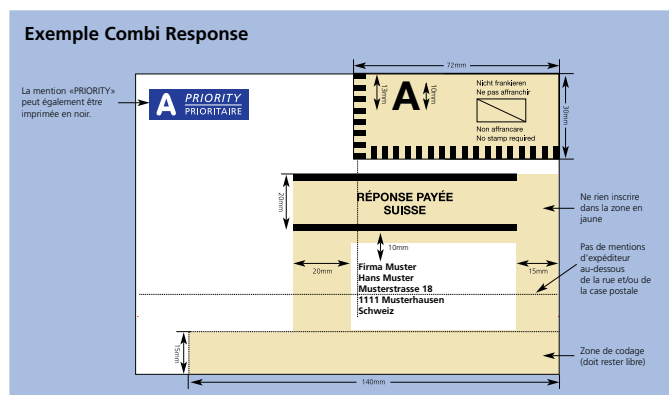 Exemple Combi Response
72mm
La mention «PRIORITY»
peut également être
imprimée en noir.
A PRIORITY
PRIORITAIRE
13mm
A
10mm
Nicht frankieren
Ne pas affranchir
Non affrancare
No stamp required
30mm
20mm
RÉPONSE PAYÉE
SUISSE
Ne rien inscrire
dans la zone en
jaune
10mm
20mm
15mm
Firma Muster
Hans Muster
Musterstrasse 18
1111 Musterhausen
Schweiz
Pas de mentions
d'expéditeur
au-dessous
de la rue et/ou de
la case postale
15mm
Zone de codage
(doit rester libre)
140mm